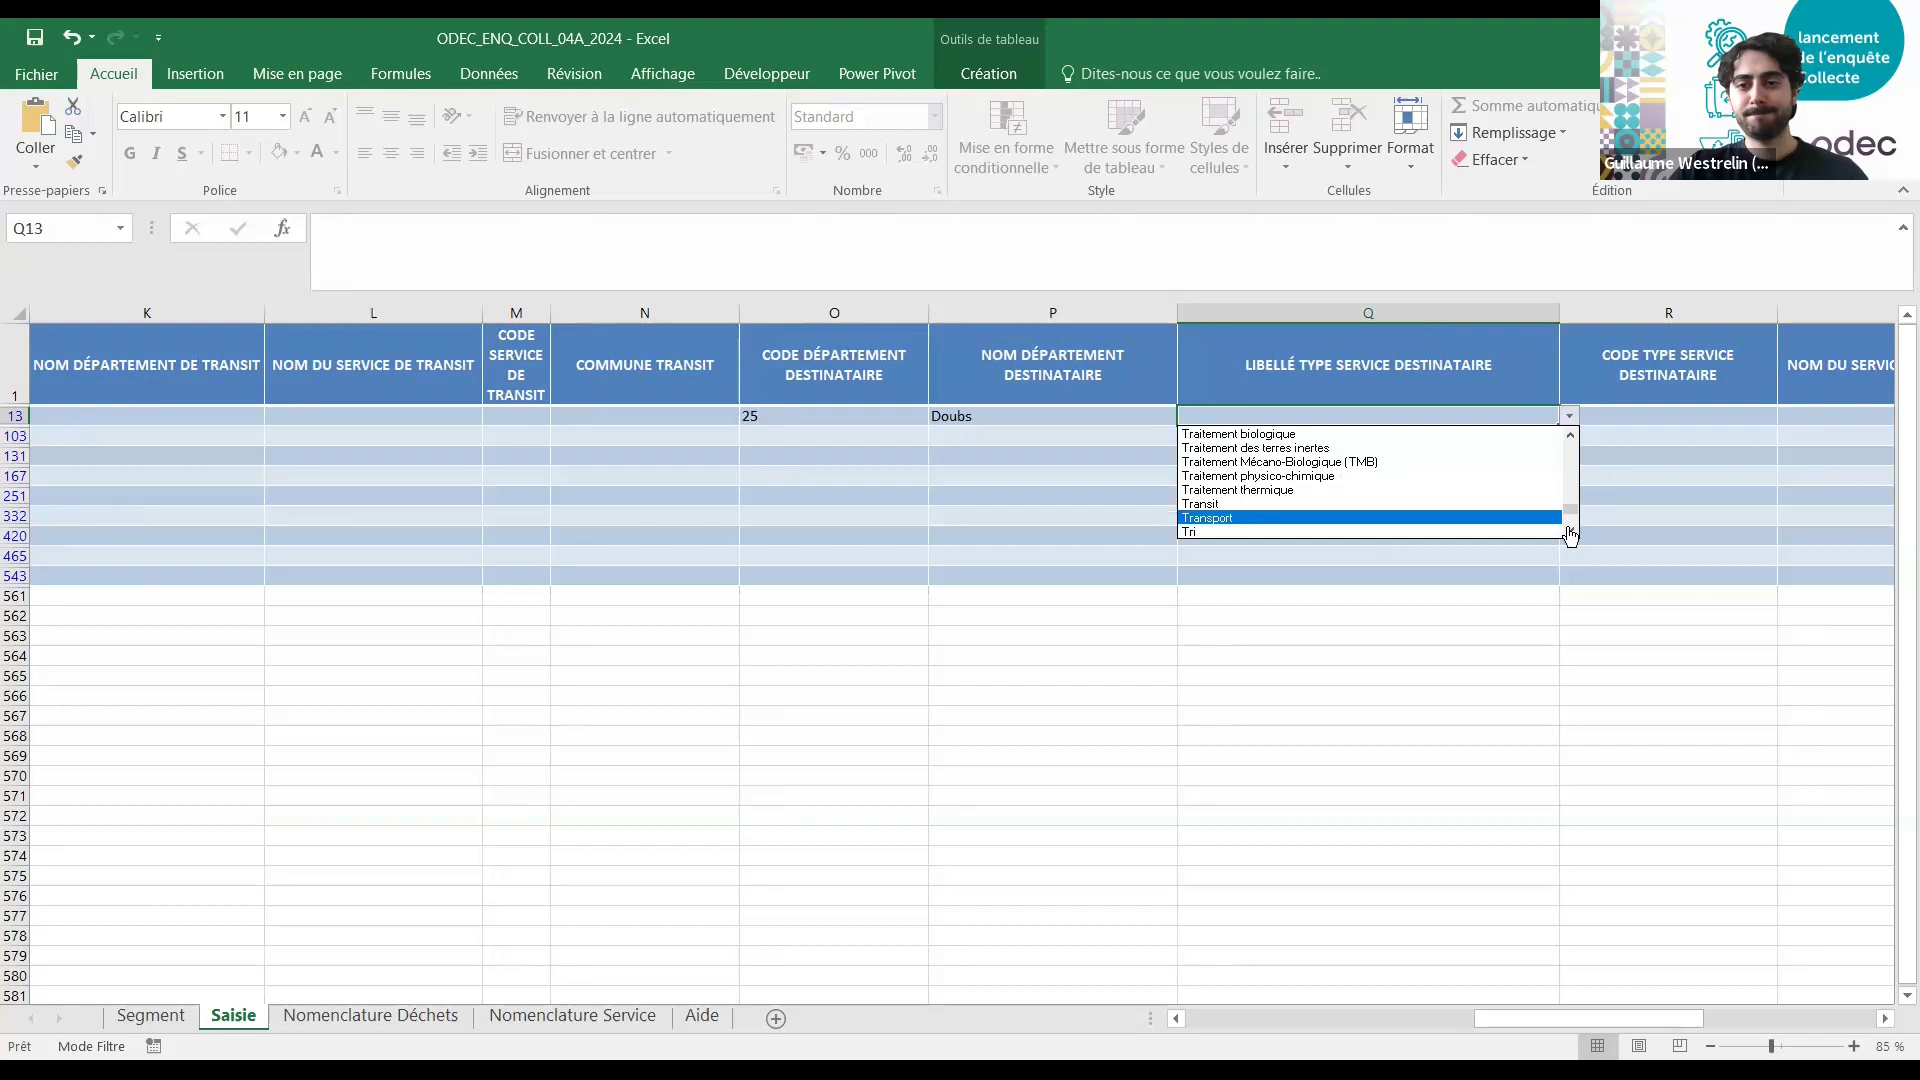 ODEC_ENQ_COLL_04A_2024 - Excel
Outils de tableau
Fichier Accueil Insertion Mise en page Formules Données Révision Affichage Développeur Power Pivot Création Dites-nous ce que vous voulez faire..
lancement
de l'enquête
Collecte
odec
Guillaume Westrelin (...
Coller
Presse-papiers
Calibri 11
G I S
Police
Renvoyer à la ligne automatiquement
Fusionner et centrer
Alignement
Standard
% 000
Nombre
Mise en forme
conditionnelle
Mettre sous forme
de tableau
Styles de
cellules
Style
Insérer Supprimer Format
Cellules
Somme automatiqu
Remplissage
Effacer
Édition
Q13
fx
K L M N O P Q R
1
NOM DÉPARTEMENT DE TRANSIT
NOM DU SERVICE DE TRANSIT
CODE
SERVICE
DE
TRANSIT
COMMUNE TRANSIT
CODE DÉPARTEMENT
DESTINATAIRE
NOM DÉPARTEMENT
DESTINATAIRE
LIBELLÉ TYPE SERVICE DESTINATAIRE
CODE TYPE SERVICE
DESTINATAIRE
NOM DU SERVIC
13 25 Doubs
103
131
167
251
332
420
465
543
Traitement biologique
Traitement des terres inertes
Traitement Mécano-Biologique (TMB)
Traitement physico-chimique
Traitement thermique
Transit
Transport
Tri
561
562
563
564
565
566
567
568
569
570
571
572
573
574
575
576
577
578
579
580
581
Segment Saisie Nomenclature Déchets Nomenclature Service Aide
Prêt Mode Filtre
85 %